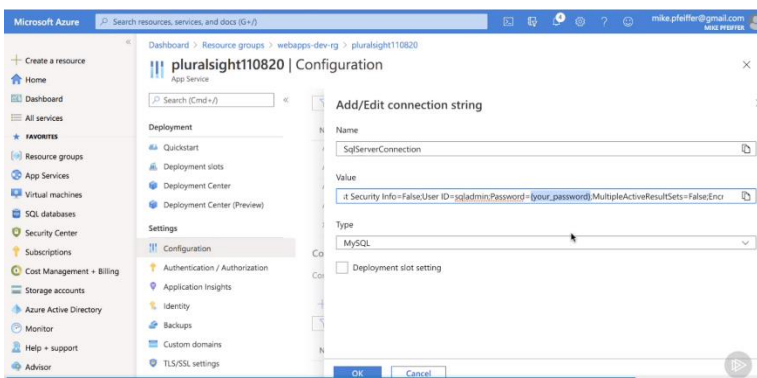 Microsoft Azure
Search resources, services, and docs (G+/)
mike.pfeiffer@gmail.com
MIKE PFEIFFER
Create a resource
Home
Dashboard
All services
FAVORITES
Resource groups
App Services
Virtual machines
SQL databases
Security Center
Subscriptions
Cost Management + Billing
Storage accounts
Azure Active Directory
Monitor
Help + support
Advisor
Dashboard > Resource groups > webapps-dev-rg > pluralsight110820
pluralsight110820 | Configuration
App Service
Search (Cmd+/)
Deployment
Quickstart
Deployment slots
Deployment Center
Deployment Center (Preview)
Settings
Configuration
Authentication / Authorization
Application Insights
Identity
Backups
Custom domains
TLS/SSL settings
Add/Edit connection string
Name
SqlServerConnection
Value
Security Info=False;User ID=sqladmin;Password={your_password};MultipleActiveResultSets=False;Encr
Type
MySQL
Deployment slot setting
OK
Cancel